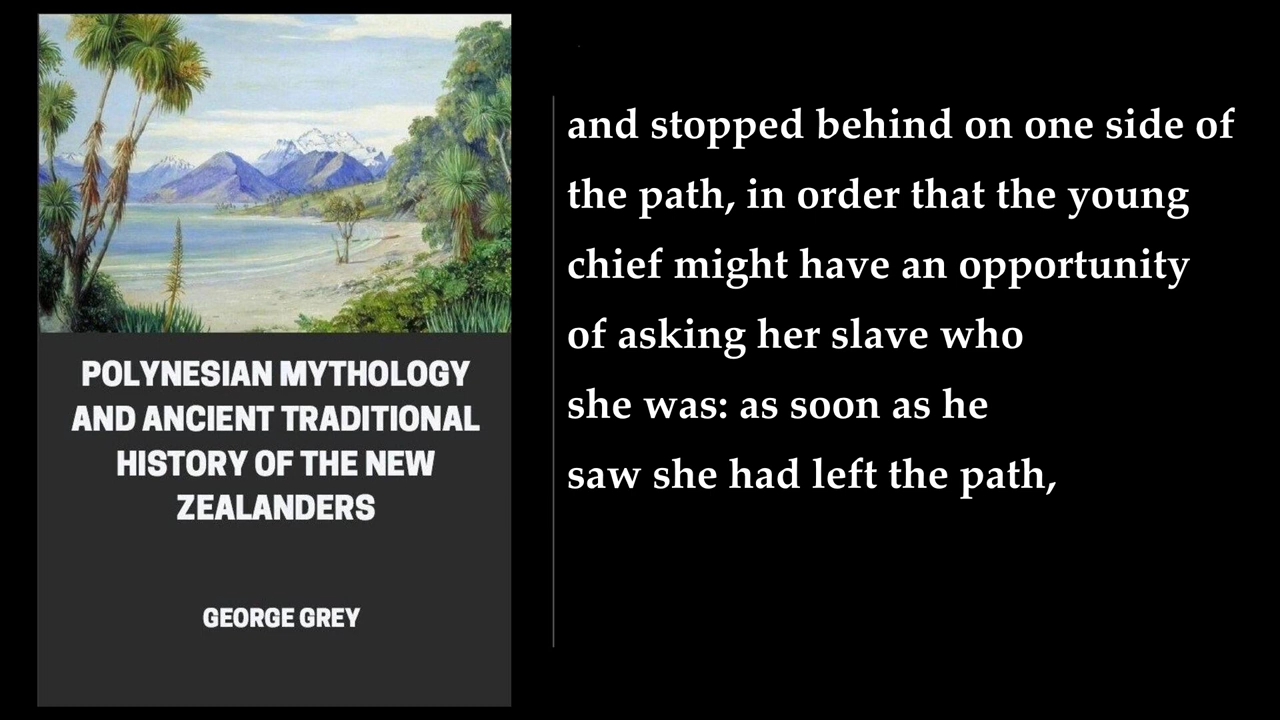 POLYNESIAN MYTHOLOGY
AND ANCIENT TRADITIONAL
HISTORY OF THE NEW
ZEALANDERS
GEORGE GREY
and stopped behind on one side of
the path, in order that the young
chief might have an opportunity
of asking her slave who
she was: as soon as he
saw she had left the path,